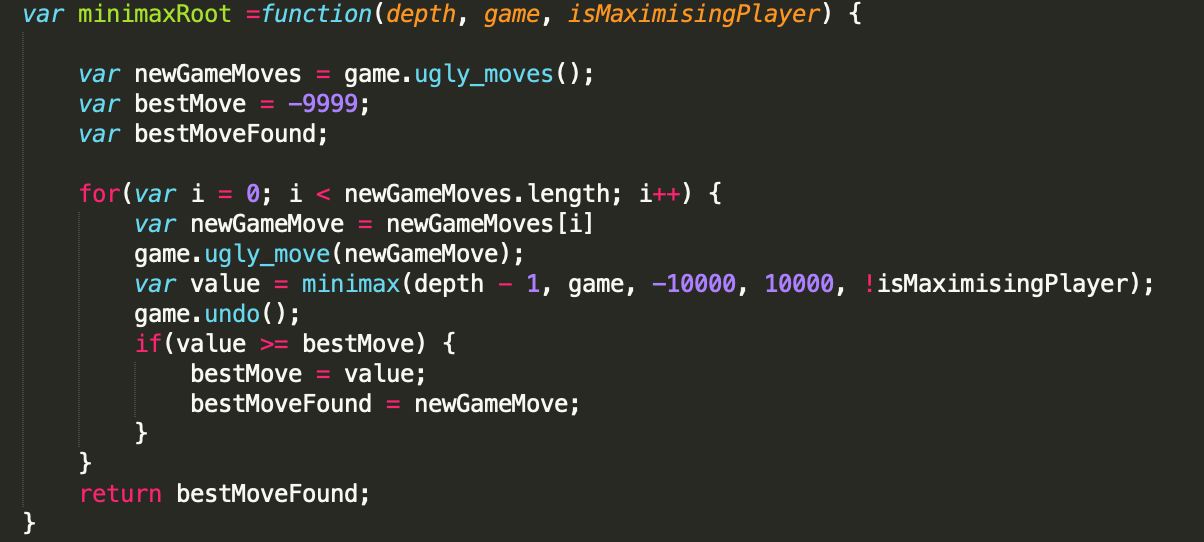 var minimaxRoot =function(depth, game, isMaximisingPlayer) {
var newGameMoves = game.ugly_moves();
var bestMove = -9999;
var bestMoveFound;
for(var i = 0; i < newGameMoves.length; i++) {
var newGameMove = newGameMoves[i]
game.ugly_move(newGameMove);
var value = minimax(depth - 1, game, -10000, 10000, !isMaximisingPlayer);
game.undo();
if(value >= bestMove) {
bestMove = value;
bestMoveFound = newGameMove;
}
}
return bestMoveFound;
}